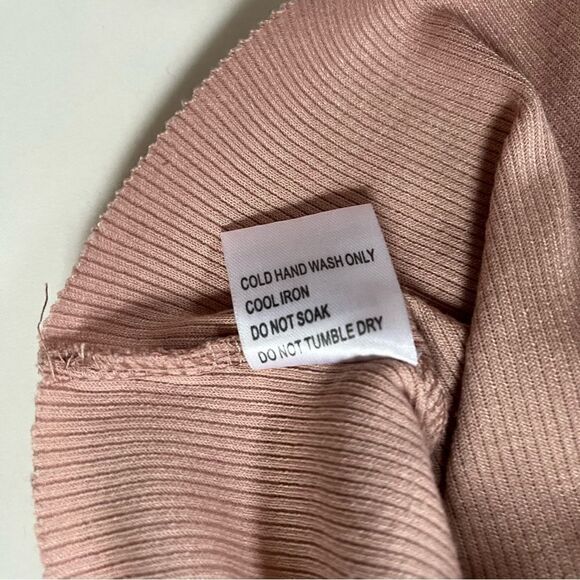 COLD HAND WASH ONLY
COOL IRON
DO NOT SOAK
DO NOT TUMBLE DRY